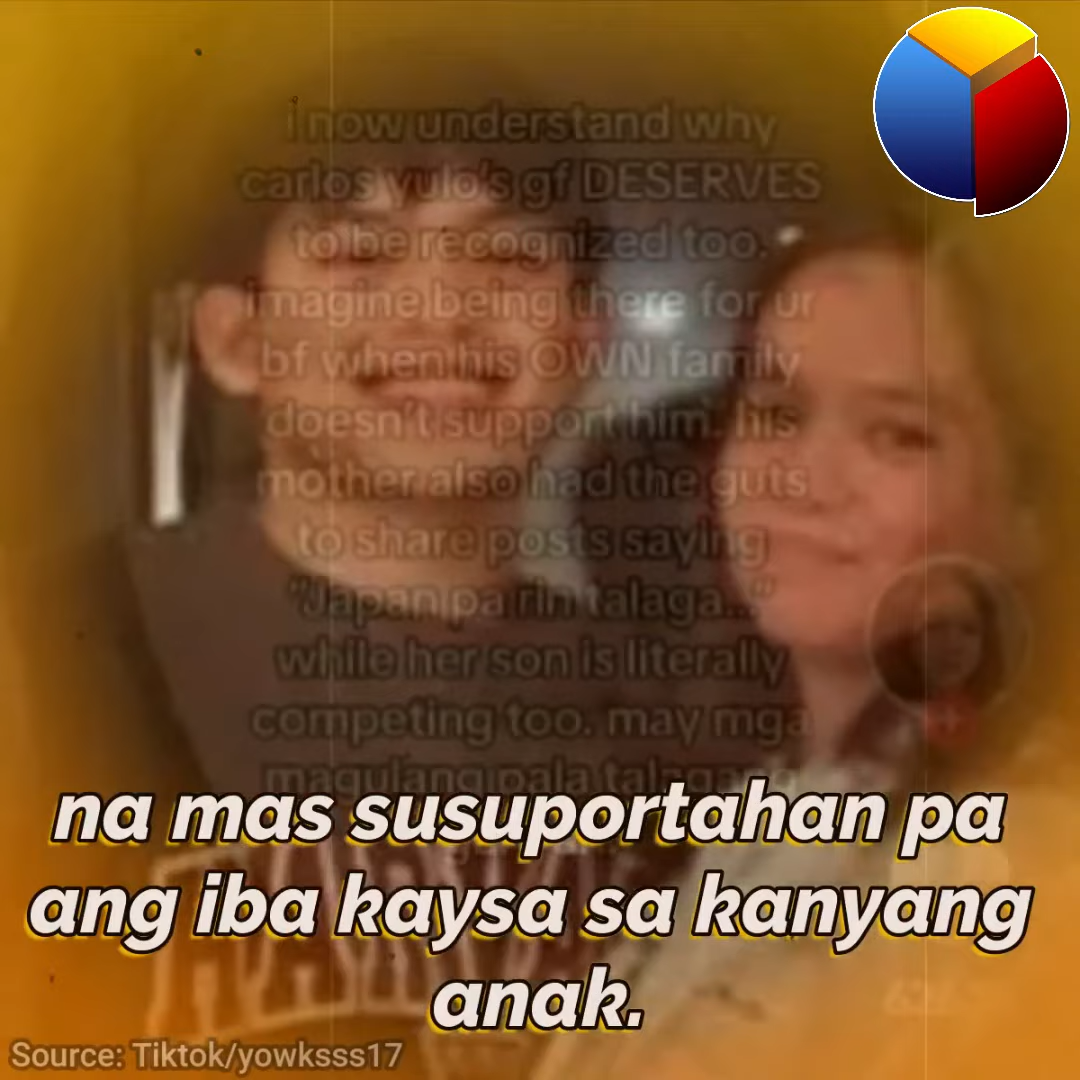 i now understand why
carlos yulo's gf DESERVES
to be recognized too.
imagine being there for ur
bf when his OWN family
doesn't support him. his
mother also had the guts
to share posts saying
"Japan pa rin talaga..."
while her son is literally
competing too. may mga
magulang pala talagang
na mas susuportahan pa
ang iba kaysa sa kanyang
anak.
Source: Tiktok/yowksss17